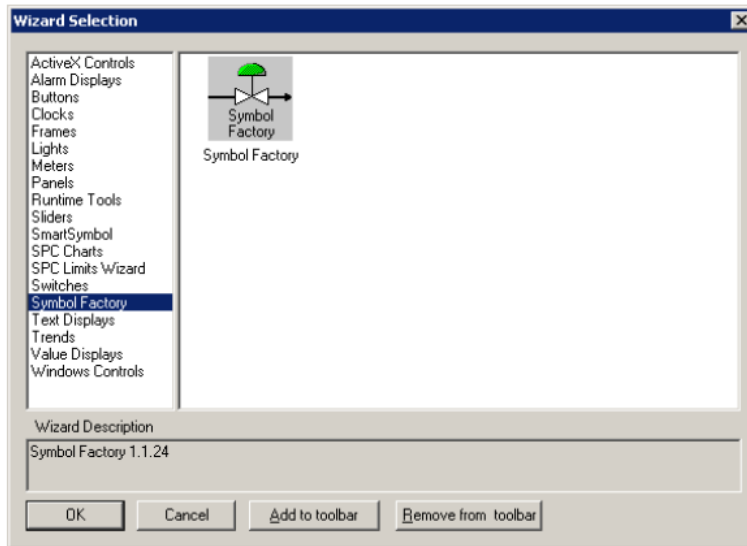 Wizard Selection
ActiveX Controls
Alarm Displays
Buttons
Clocks
Frames
Lights
Meters
Panels
Runtime Tools
Sliders
SmartSymbol
SPC Charts
SPC Limits Wizard
Switches
Symbol Factory
Text Displays
Trends
Value Displays
Windows Controls
Symbol
Factory
Symbol Factory
Wizard Description
Symbol Factory 1.1.24
OK Cancel Add to toolbar Remove from toolbar